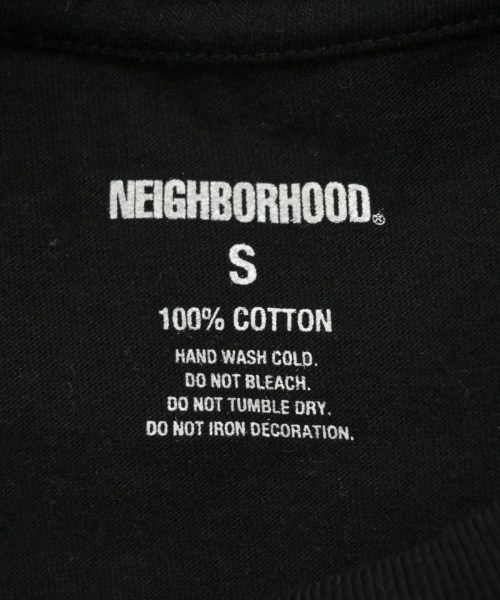 NEIGHBORHOOD®
S
100% COTTON
HAND WASH COLD.
DO NOT BLEACH.
DO NOT TUMBLE DRY.
DO NOT IRON DECORATION.